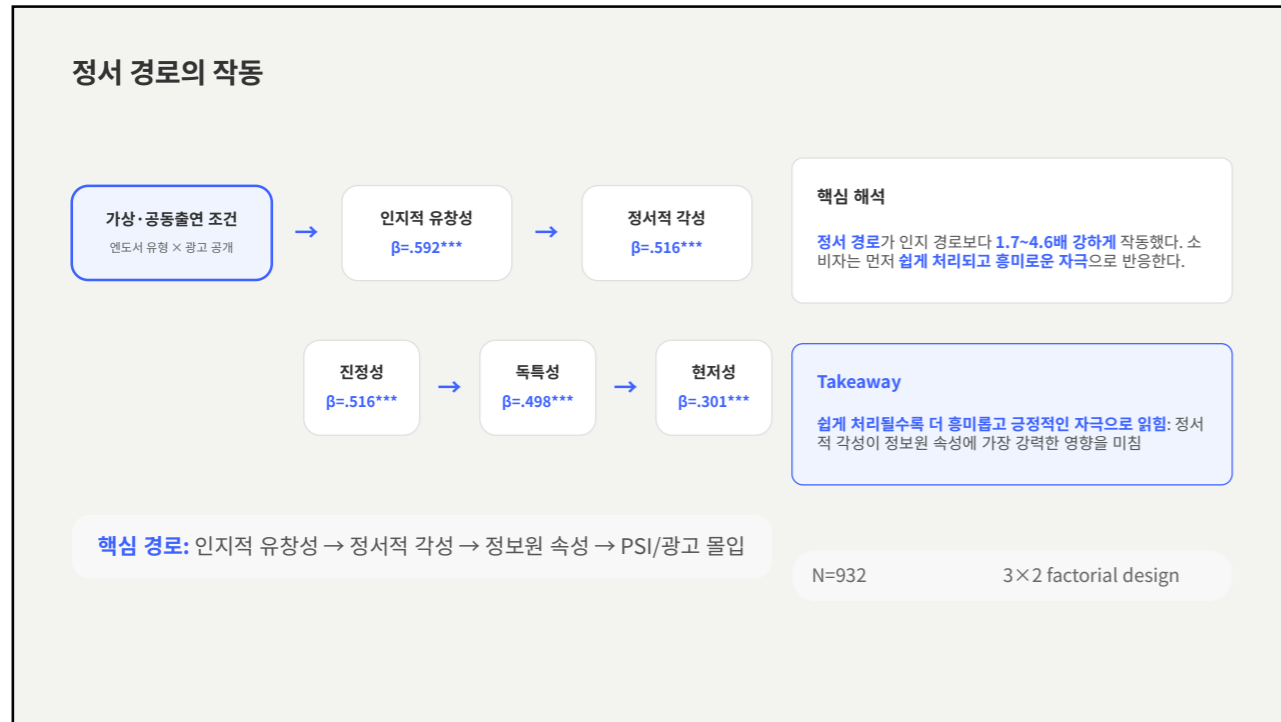 정서 경로의 작동
가상·공동출연 조건
엔도서 유형 × 광고 공개
→
인지적 유창성
β=.592***
→
정서적 각성
β=.516***
핵심 해석
정서 경로가 인지 경로보다 1.7~4.6배 강하게 작동했다. 소
비자는 먼저 쉽게 처리되고 흥미로운 자극으로 반응한다.
진정성
β=.516***
→
독특성
β=.498***
→
현저성
β=.301***
Takeaway
쉽게 처리될수록 더 흥미롭고 긍정적인 자극으로 읽힘: 정서
적 각성이 정보원 속성에 가장 강력한 영향을 미침
핵심 경로: 인지적 유창성 → 정서적 각성 → 정보원 속성 → PSI/광고 몰입
N=932
3×2 factorial design